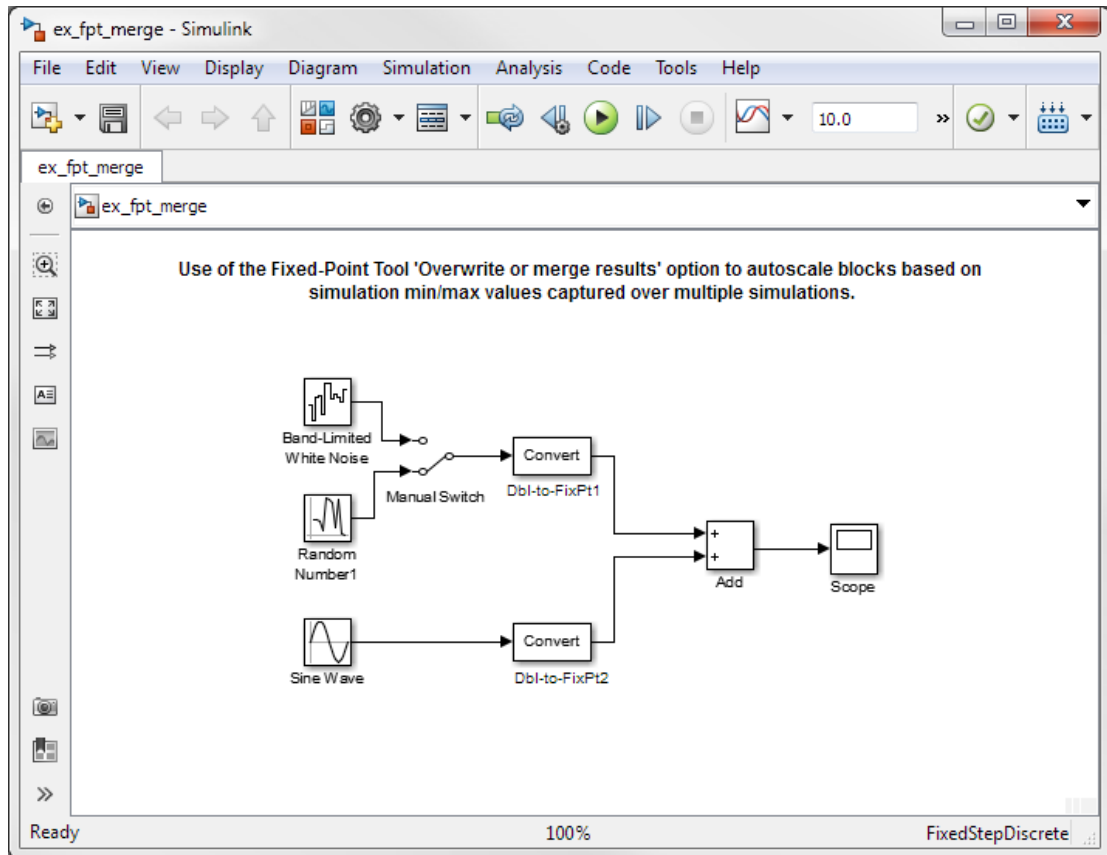 ex_fpt_merge - Simulink
File Edit View Display Diagram Simulation Analysis Code Tools Help
10.0
»
ex_fpt_merge
ex_fpt_merge
Use of the Fixed-Point Tool 'Overwrite or merge results' option to autoscale blocks based on
simulation min/max values captured over multiple simulations.
Band-Limited
White Noise
Convert
Manual Switch
Dbl-to-FixPt1
Random
Number1
+
+
Add
Scope
Convert
Sine Wave
Dbl-to-FixPt2
Ready 100% FixedStepDiscrete